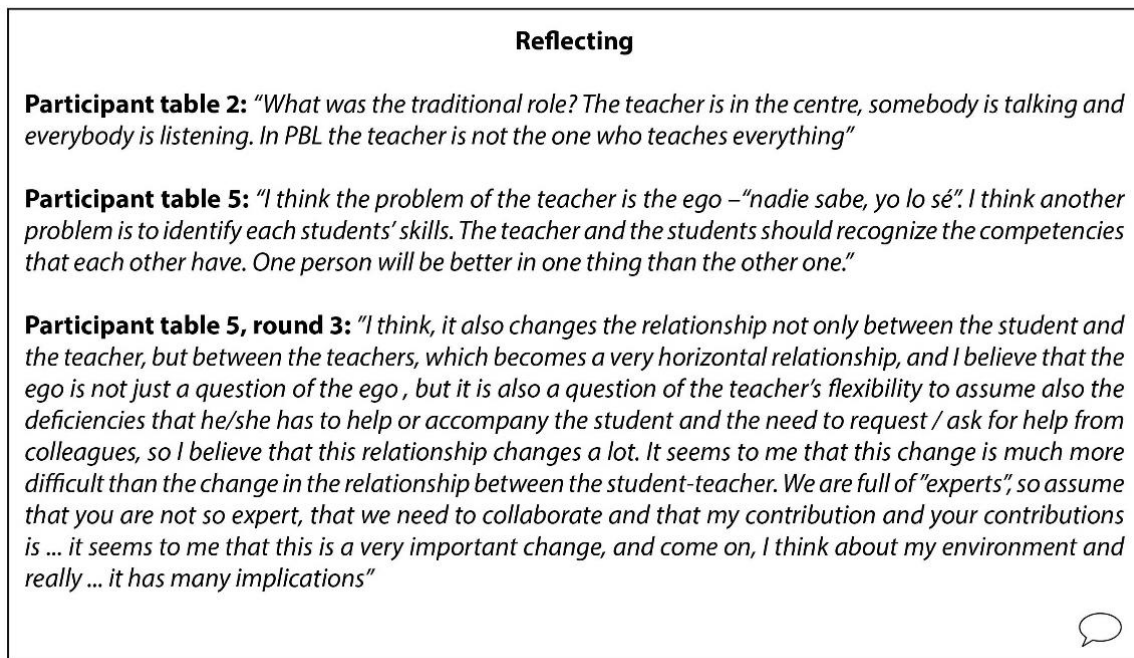 Reflecting
Participant table 2: “What was the traditional role? The teacher is in the centre, somebody is talking and
everybody is listening. In PBL the teacher is not the one who teaches everything”
Participant table 5: “I think the problem of the teacher is the ego –“nadie sabe, yo lo sé”. I think another
problem is to identify each students’ skills. The teacher and the students should recognize the competencies
that each other have. One person will be better in one thing than the other one.”
Participant table 5, round 3: “I think, it also changes the relationship not only between the student and
the teacher, but between the teachers, which becomes a very horizontal relationship, and I believe that the
ego is not just a question of the ego , but it is also a question of the teacher’s flexibility to assume also the
deficiencies that he/she has to help or accompany the student and the need to request / ask for help from
colleagues, so I believe that this relationship changes a lot. It seems to me that this change is much more
difficult than the change in the relationship between the student-teacher. We are full of ”experts”, so assume
that you are not so expert, that we need to collaborate and that my contribution and your contributions
is ... it seems to me that this is a very important change, and come on, I think about my environment and
really ... it has many implications”